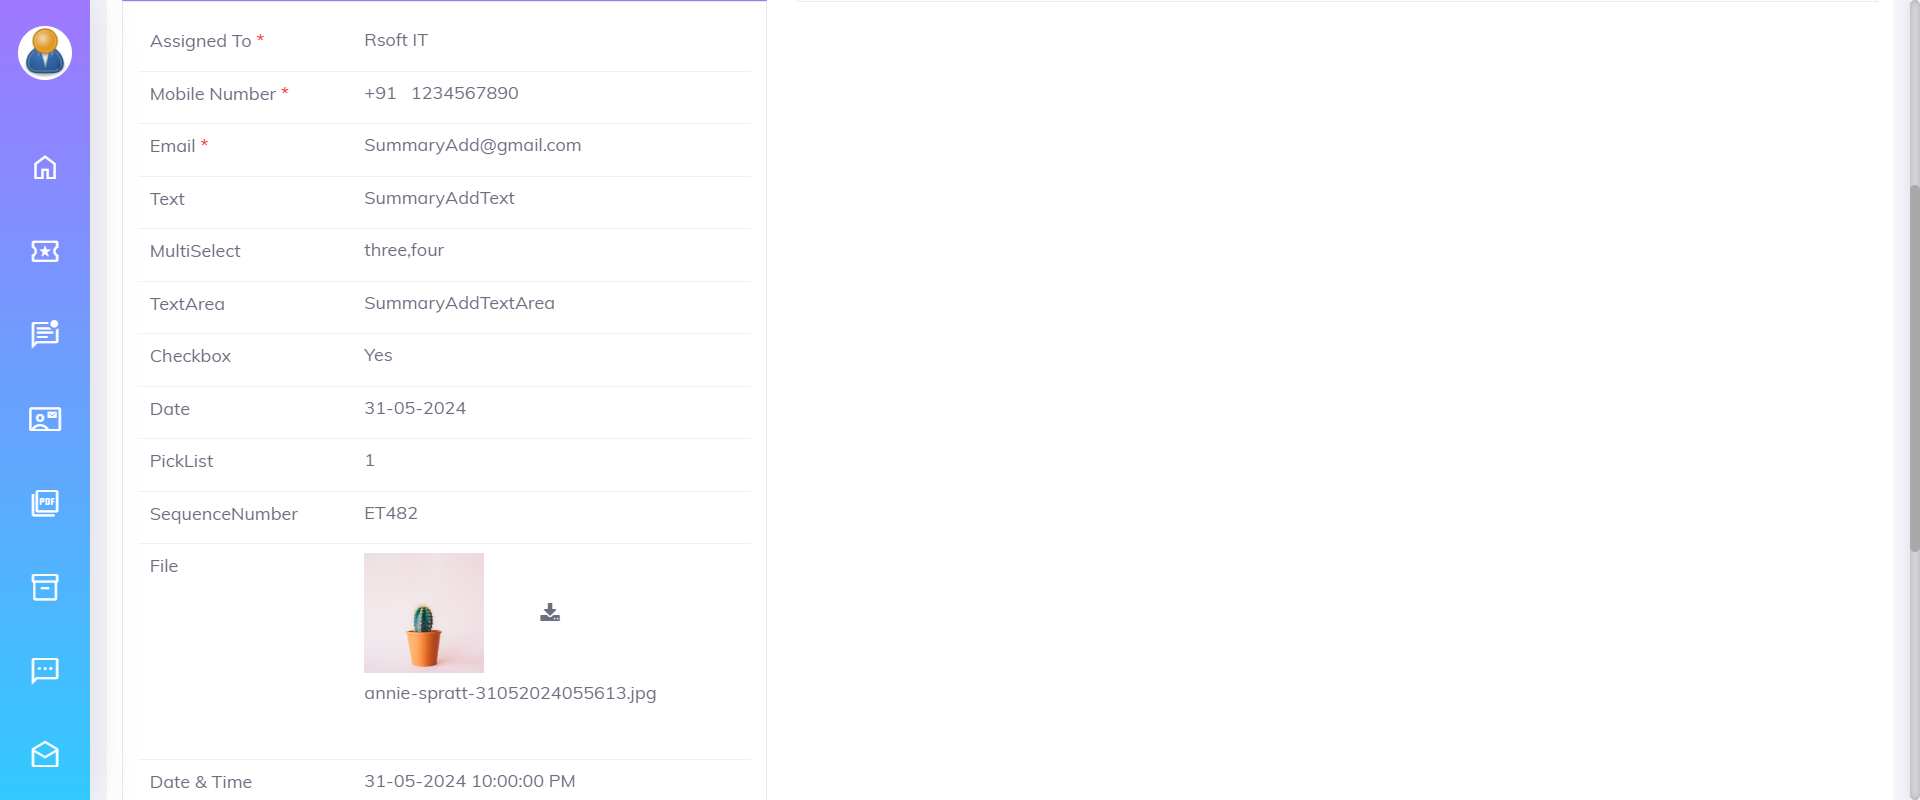 Assigned To * Rsoft IT
Mobile Number * +91 1234567890
Email * SummaryAdd@gmail.com
Text SummaryAddText
MultiSelect three,four
TextArea SummaryAddTextArea
Checkbox Yes
Date 31-05-2024
PickList 1
SequenceNumber ET482
File
annie-spratt-31052024055613.jpg
Date & Time 31-05-2024 10:00:00 PM
PDF